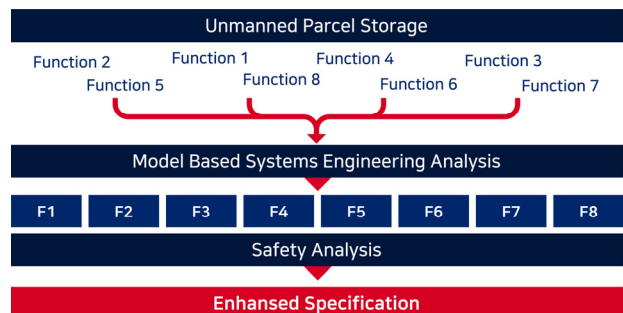 Unmanned Parcel Storage
Function 2
Function 1
Function 4
Function 3
Function 5
Function 8
Function 6
Function 7
Model Based Systems Engineering Analysis
F1 F2 F3 F4 F5 F6 F7 F8
Safety Analysis
Enhansed Specification